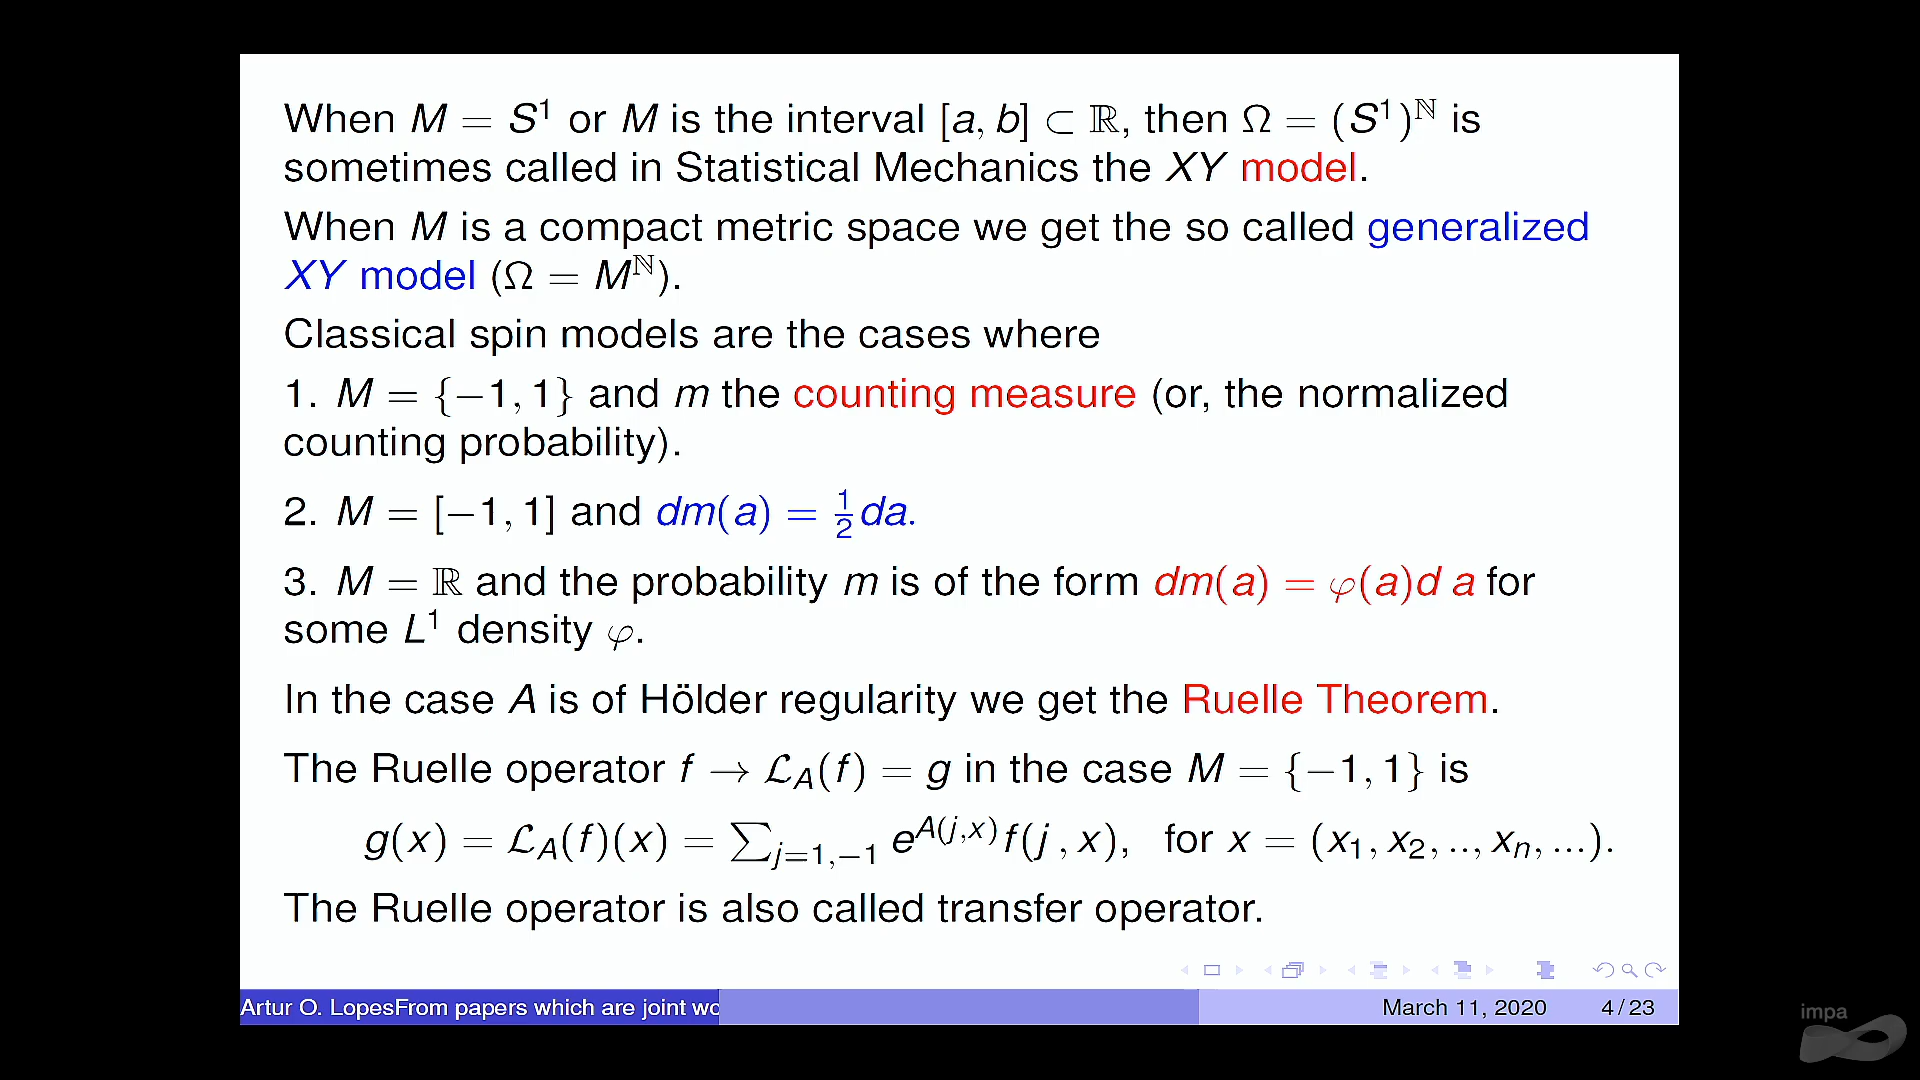 When M = S¹ or M is the interval [a, b] ⊂ ℝ, then Ω = (S¹)^ℕ is
sometimes called in Statistical Mechanics the XY model.
When M is a compact metric space we get the so called generalized
XY model (Ω = M^ℕ).
Classical spin models are the cases where
1. M = {−1, 1} and m the counting measure (or, the normalized
counting probability).
2. M = [−1, 1] and dm(a) = ½da.
3. M = ℝ and the probability m is of the form dm(a) = φ(a)d a for
some L¹ density φ.
In the case A is of Hölder regularity we get the Ruelle Theorem.
The Ruelle operator f → ℒ_A(f) = g in the case M = {−1, 1} is
g(x) = ℒ_A(f)(x) = ∑_{j=1,−1} e^{A(j,x)} f(j , x), for x = (x₁, x₂, .., x_n, ...).
The Ruelle operator is also called transfer operator.
Artur O. LopesFrom papers which are joint wo March 11, 2020 4 / 23
impa